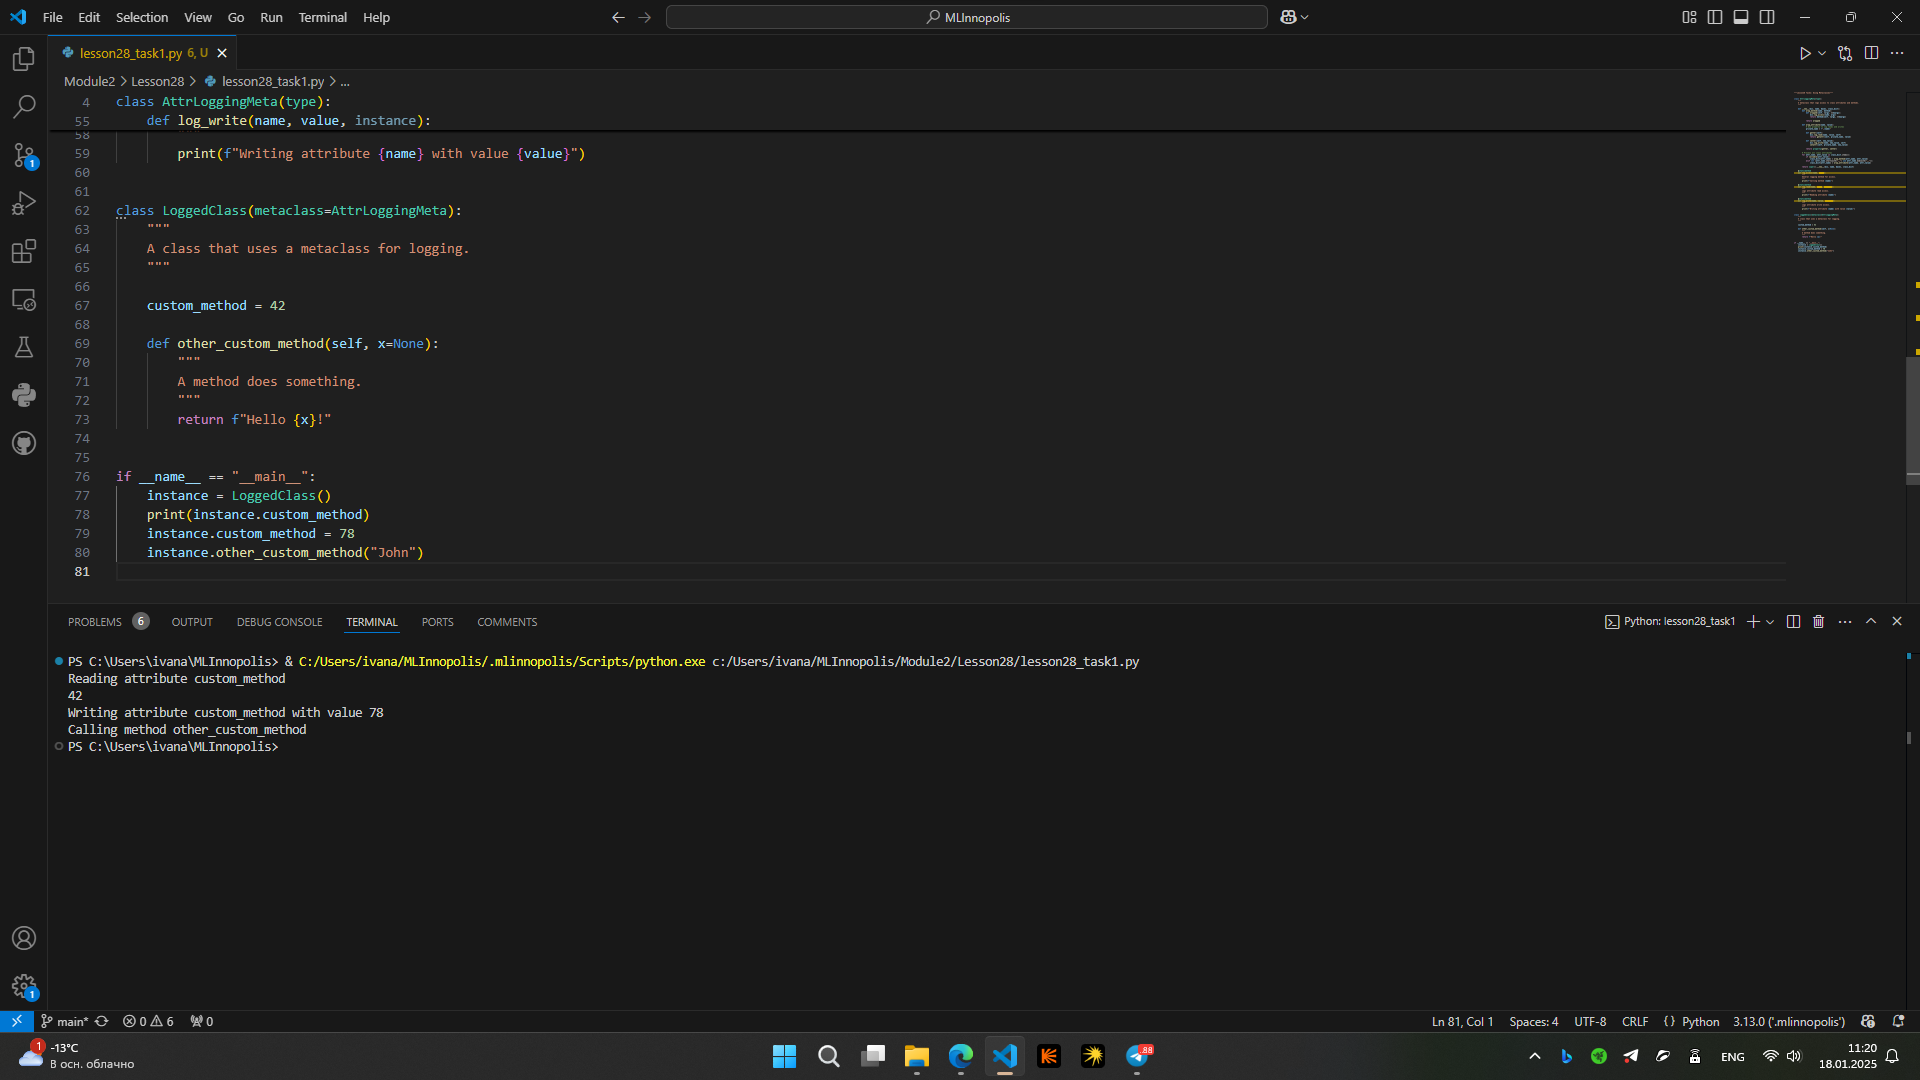 File Edit Selection View Go Run Terminal Help
MLInnopolis
lesson28_task1.py 6, U
Module2 > Lesson28 > lesson28_task1.py > ...
4 class AttrLoggingMeta(type):
55 def log_write(name, value, instance):
58
59 print(f"Writing attribute {name} with value {value}")
60
61
62 class LoggedClass(metaclass=AttrLoggingMeta):
63 """
64 A class that uses a metaclass for logging.
65 """
66
67 custom_method = 42
68
69 def other_custom_method(self, x=None):
70 """
71 A method does something.
72 """
73 return f"Hello {x}!"
74
75
76 if __name__ == "__main__":
77 instance = LoggedClass()
78 print(instance.custom_method)
79 instance.custom_method = 78
80 instance.other_custom_method("John")
81
PROBLEMS 6 OUTPUT DEBUG CONSOLE TERMINAL PORTS COMMENTS
Python: lesson28_task1
PS C:\Users\ivana\MLInnopolis> & C:/Users/ivana/MLInnopolis/.mlinnopolis/Scripts/python.exe c:/Users/ivana/MLInnopolis/Module2/Lesson28/lesson28_task1.py
Reading attribute custom_method
42
Writing attribute custom_method with value 78
Calling method other_custom_method
PS C:\Users\ivana\MLInnopolis>
1
1
main* 0 6 0
Ln 81, Col 1 Spaces: 4 UTF-8 CRLF {} Python 3.13.0 ('.mlinnopolis')
1
-13°C
В осн. облачно
88
ENG
11:20
18.01.2025